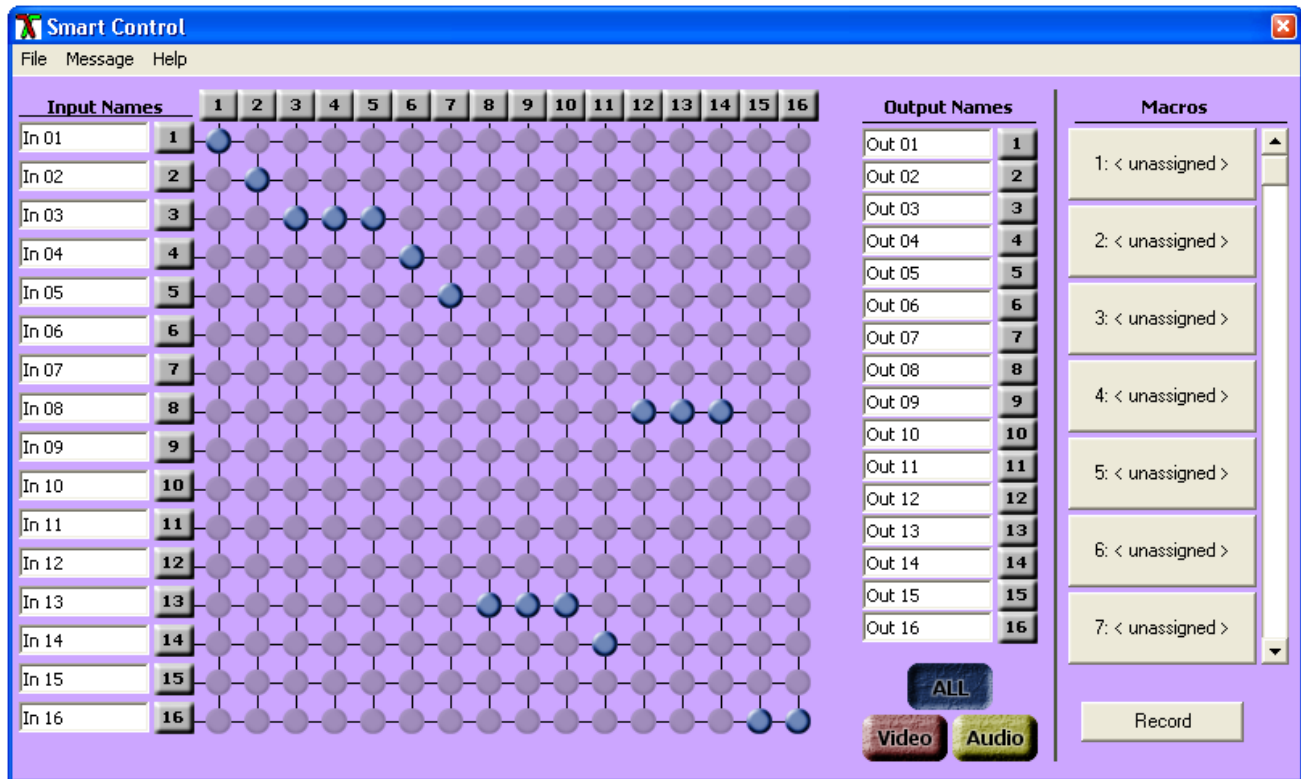 Smart Control
File Message Help
Input Names
1 2 3 4 5 6 7 8 9 10 11 12 13 14 15 16
In 01 1
In 02 2
In 03 3
In 04 4
In 05 5
In 06 6
In 07 7
In 08 8
In 09 9
In 10 10
In 11 11
In 12 12
In 13 13
In 14 14
In 15 15
In 16 16
Output Names
Out 01 1
Out 02 2
Out 03 3
Out 04 4
Out 05 5
Out 06 6
Out 07 7
Out 08 8
Out 09 9
Out 10 10
Out 11 11
Out 12 12
Out 13 13
Out 14 14
Out 15 15
Out 16 16
ALL
Video Audio
Macros
1: < unassigned >
2: < unassigned >
3: < unassigned >
4: < unassigned >
5: < unassigned >
6: < unassigned >
7: < unassigned >
Record